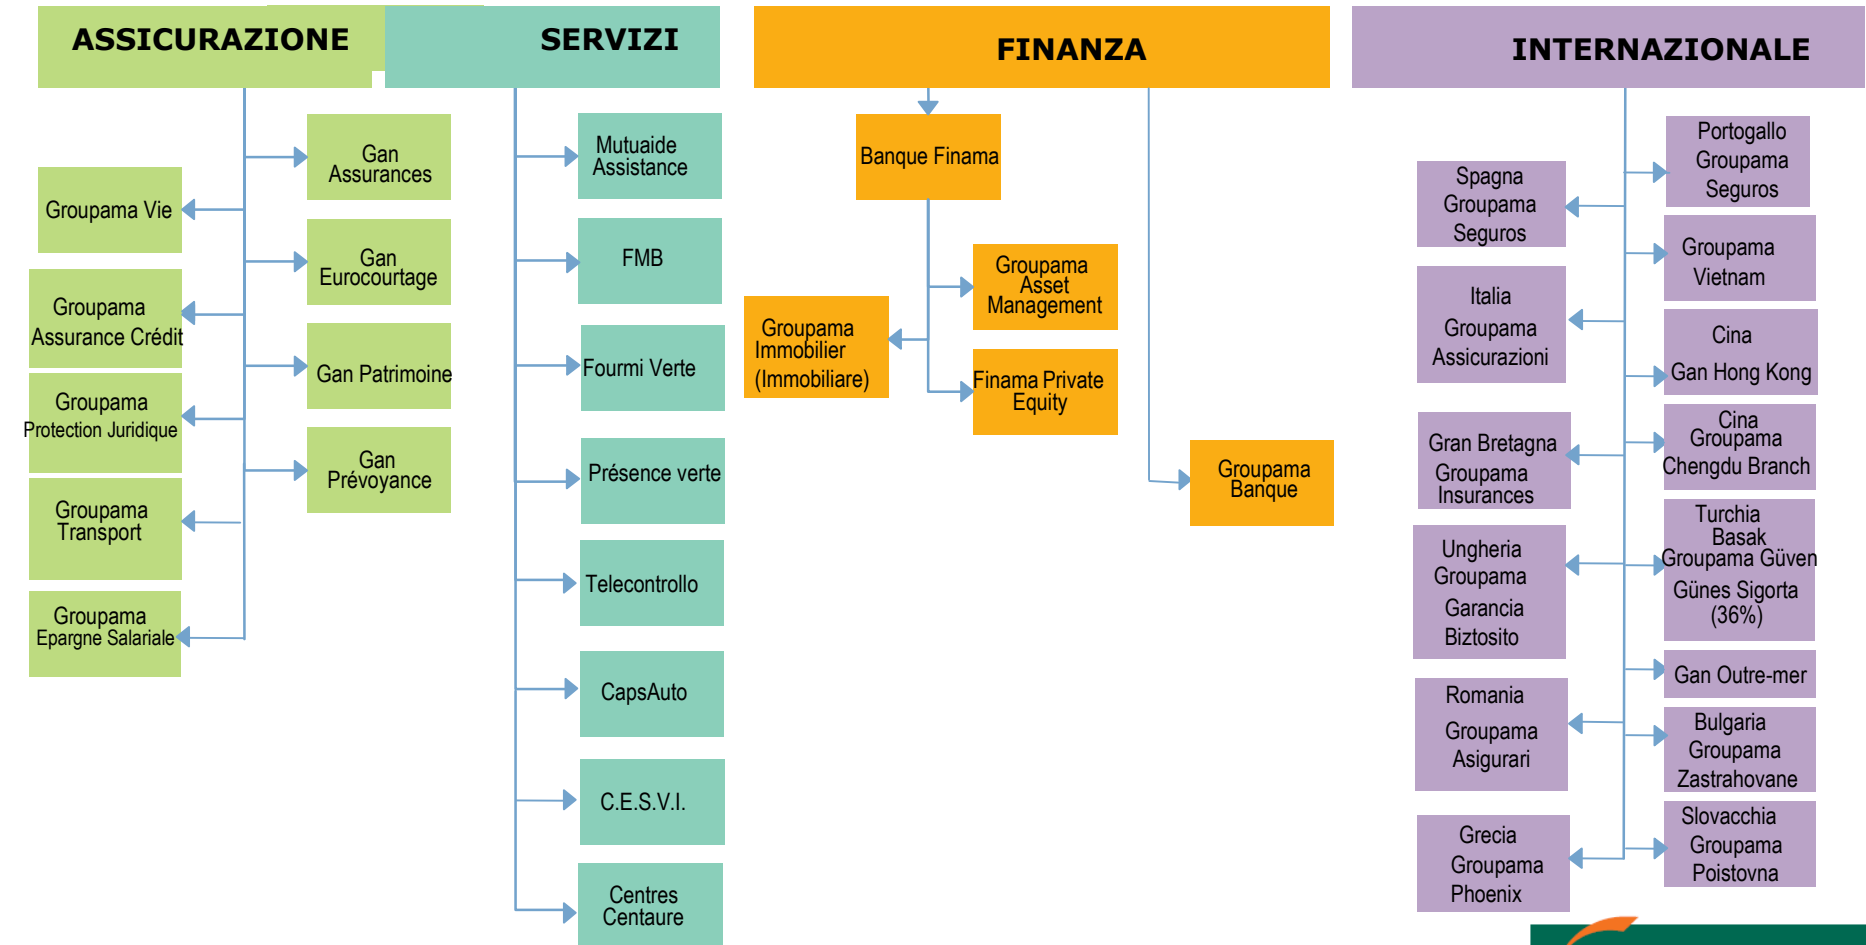 ASSICURAZIONE
SERVIZI
FINANZA
INTERNAZIONALE
Gan
Assurances
Groupama Vie
Gan
Eurocourtage
Groupama
Assurance Crédit
Gan Patrimoine
Groupama
Protection Juridique
Gan
Prévoyance
Groupama
Transport
Groupama
Epargne Salariale
Mutuaide
Assistance
FMB
Fourmi Verte
Présence verte
Telecontrollo
CapsAuto
C.E.S.V.I.
Centres
Centaure
Banque Finama
Groupama
Asset
Management
Groupama
Immobilier
(Immobiliare)
Finama Private
Equity
Groupama
Banque
Spagna
Groupama
Seguros
Italia
Groupama
Assicurazioni
Gran Bretagna
Groupama
Insurances
Ungheria
Groupama
Garancia
Biztosito
Romania
Groupama
Asigurari
Grecia
Groupama
Phoenix
Portogallo
Groupama
Seguros
Groupama
Vietnam
Cina
Gan Hong Kong
Cina
Groupama
Chengdu Branch
Turchia
Basak
Groupama Güven
Günes Sigorta
(36%)
Gan Outre-mer
Bulgaria
Groupama
Zastrahovane
Slovacchia
Groupama
Poistovna